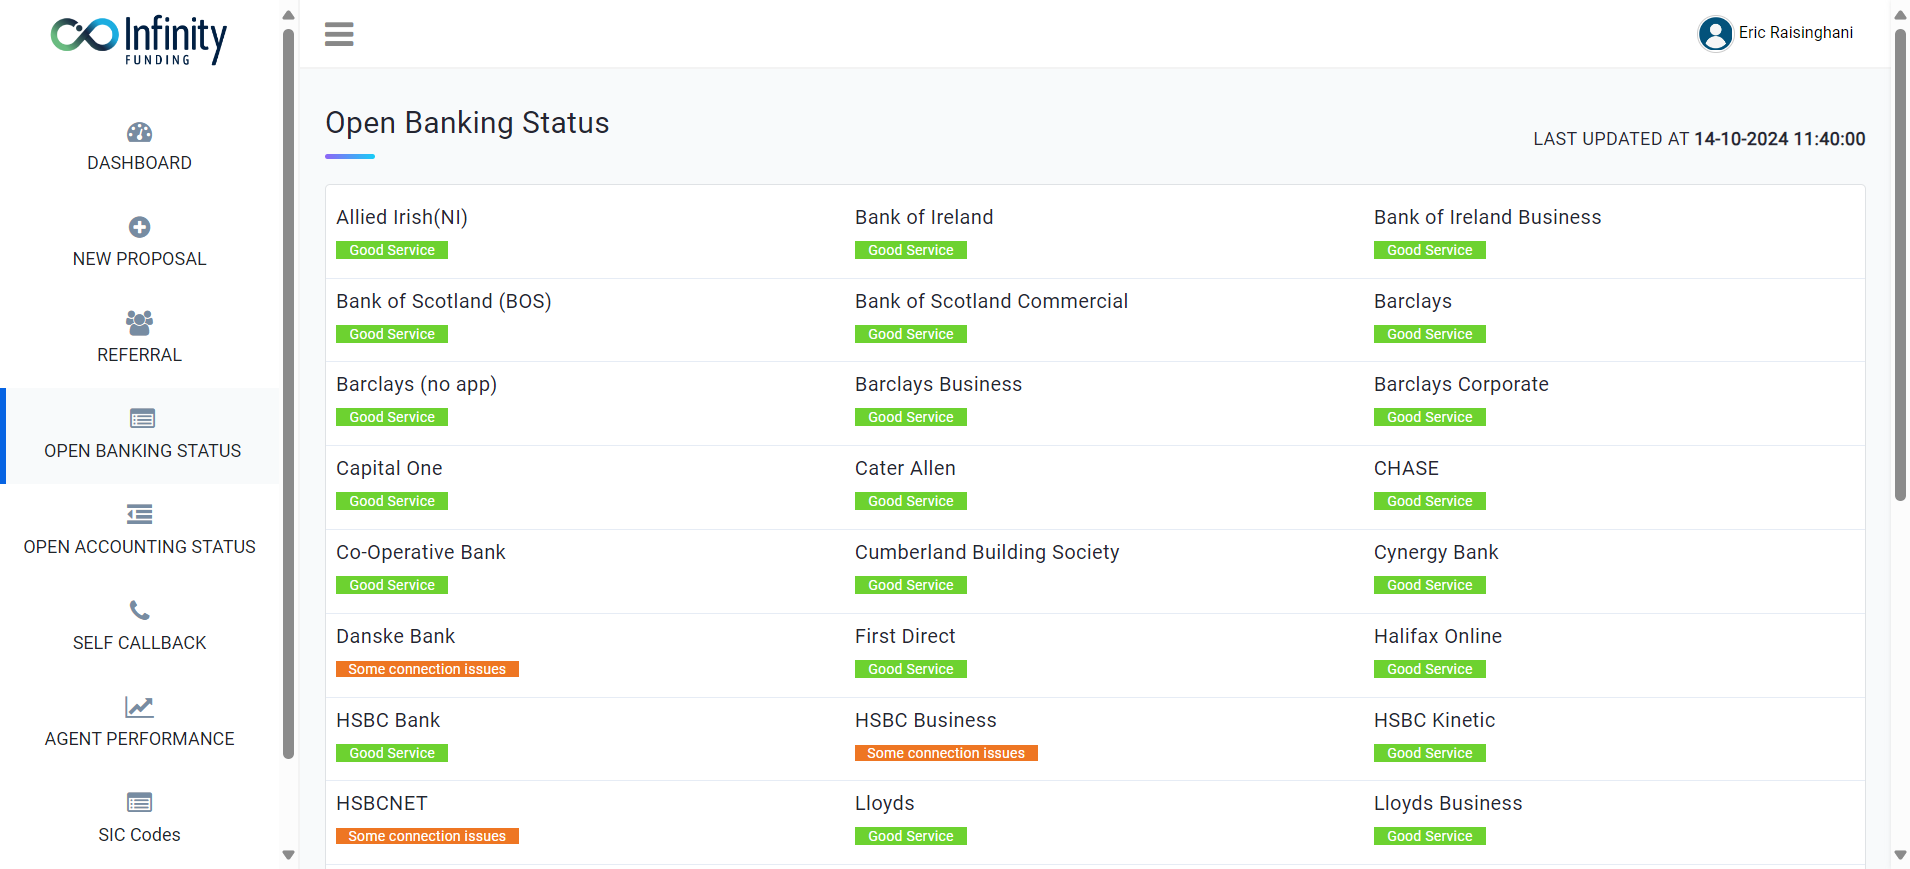 Infinity
FUNDING
Eric Raisinghani
DASHBOARD
NEW PROPOSAL
REFERRAL
OPEN BANKING STATUS
OPEN ACCOUNTING STATUS
SELF CALLBACK
AGENT PERFORMANCE
SIC Codes
Open Banking Status
LAST UPDATED AT 14-10-2024 11:40:00
Allied Irish(NI)
Good Service
Bank of Ireland
Good Service
Bank of Ireland Business
Good Service
Bank of Scotland (BOS)
Good Service
Bank of Scotland Commercial
Good Service
Barclays
Good Service
Barclays (no app)
Good Service
Barclays Business
Good Service
Barclays Corporate
Good Service
Capital One
Good Service
Cater Allen
Good Service
CHASE
Good Service
Co-Operative Bank
Good Service
Cumberland Building Society
Good Service
Cynergy Bank
Good Service
Danske Bank
Some connection issues
First Direct
Good Service
Halifax Online
Good Service
HSBC Bank
Good Service
HSBC Business
Some connection issues
HSBC Kinetic
Good Service
HSBCNET
Some connection issues
Lloyds
Good Service
Lloyds Business
Good Service